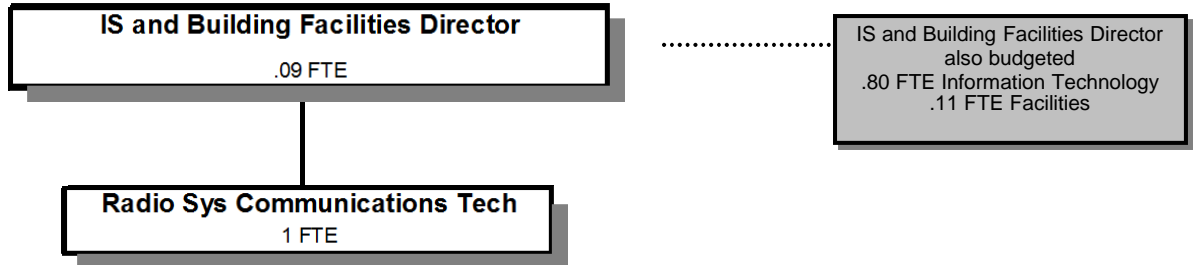 IS and Building Facilities Director
.09 FTE
IS and Building Facilities Director
also budgeted
.80 FTE Information Technology
.11 FTE Facilities
Radio Sys Communications Tech
1 FTE